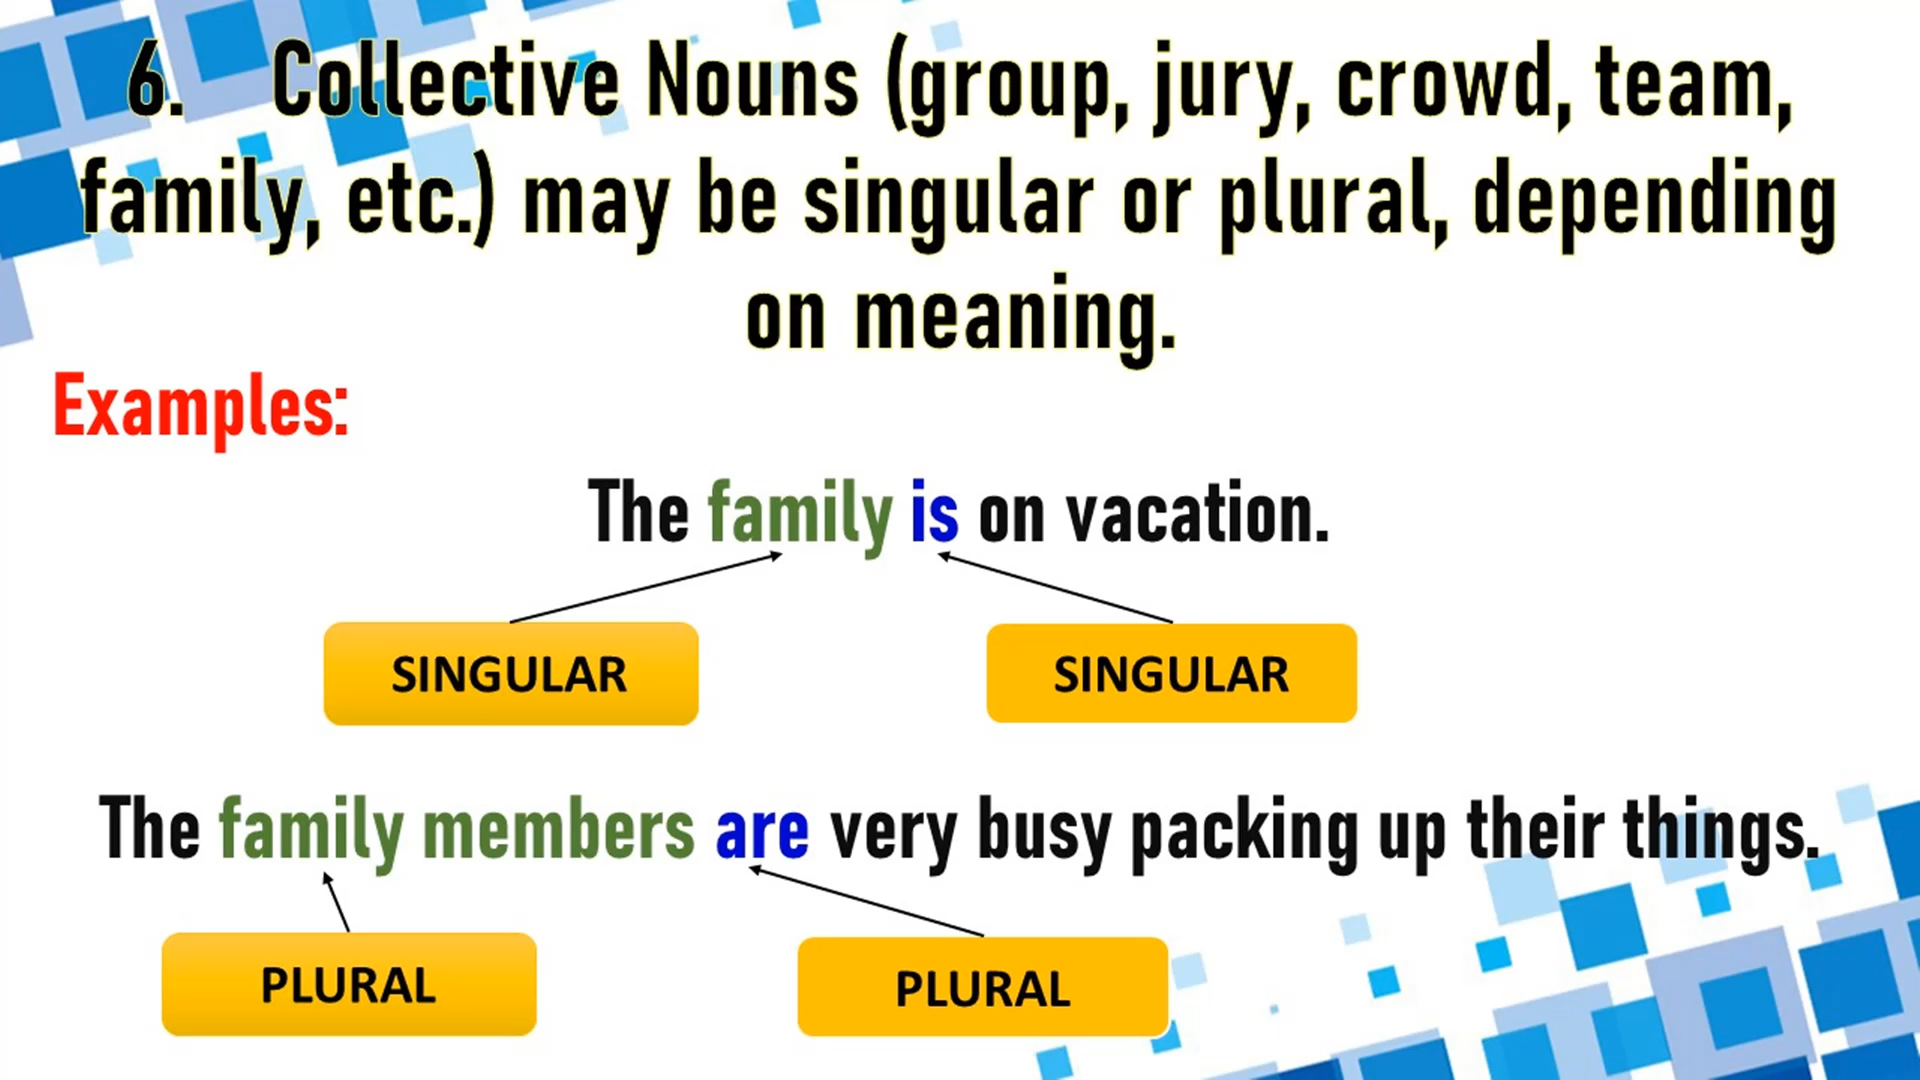 6. Collective Nouns (group, jury, crowd, team,
family, etc.) may be singular or plural, depending
on meaning.
Examples:
The family is on vacation.
SINGULAR SINGULAR
The family members are very busy packing up their things.
PLURAL PLURAL